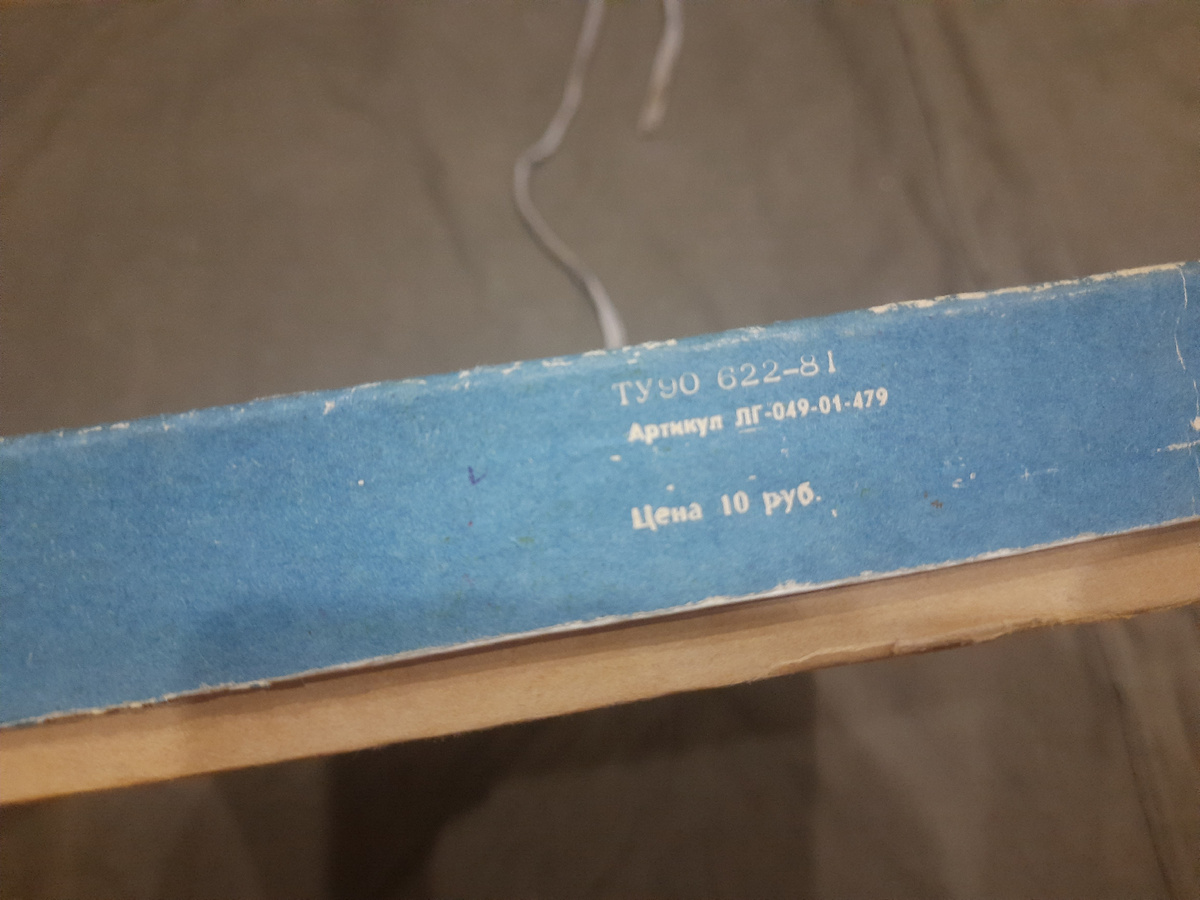 ТУ90 622-81
Артикул ЛГ-049-01-479
Цена 10 руб.